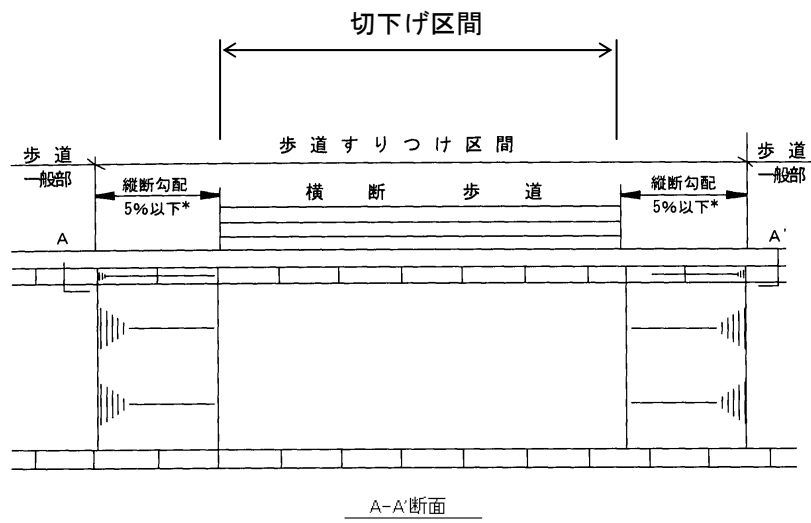 切下げ区間
歩道すりつけ区間
歩道
一般部
歩道
一般部
縦断勾配
5%以下*
横断歩道
縦断勾配
5%以下*
A
A'
A-A'断面